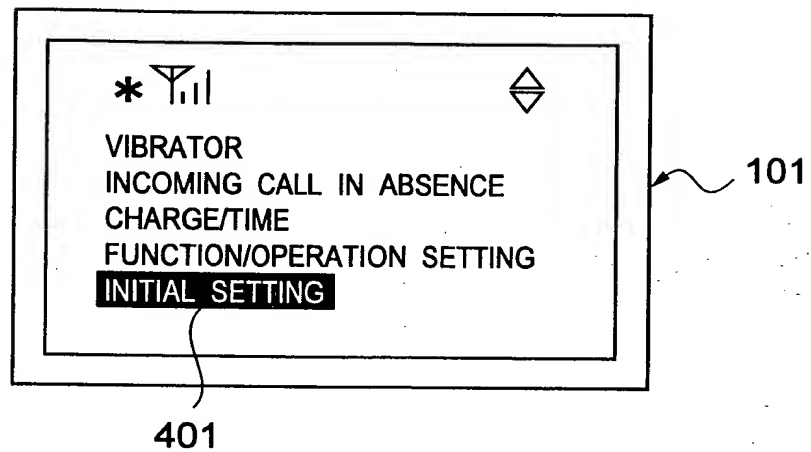 *
VIBRATOR
INCOMING CALL IN ABSENCE
CHARGE/TIME
FUNCTION/OPERATION SETTING
INITIAL SETTING
101
401